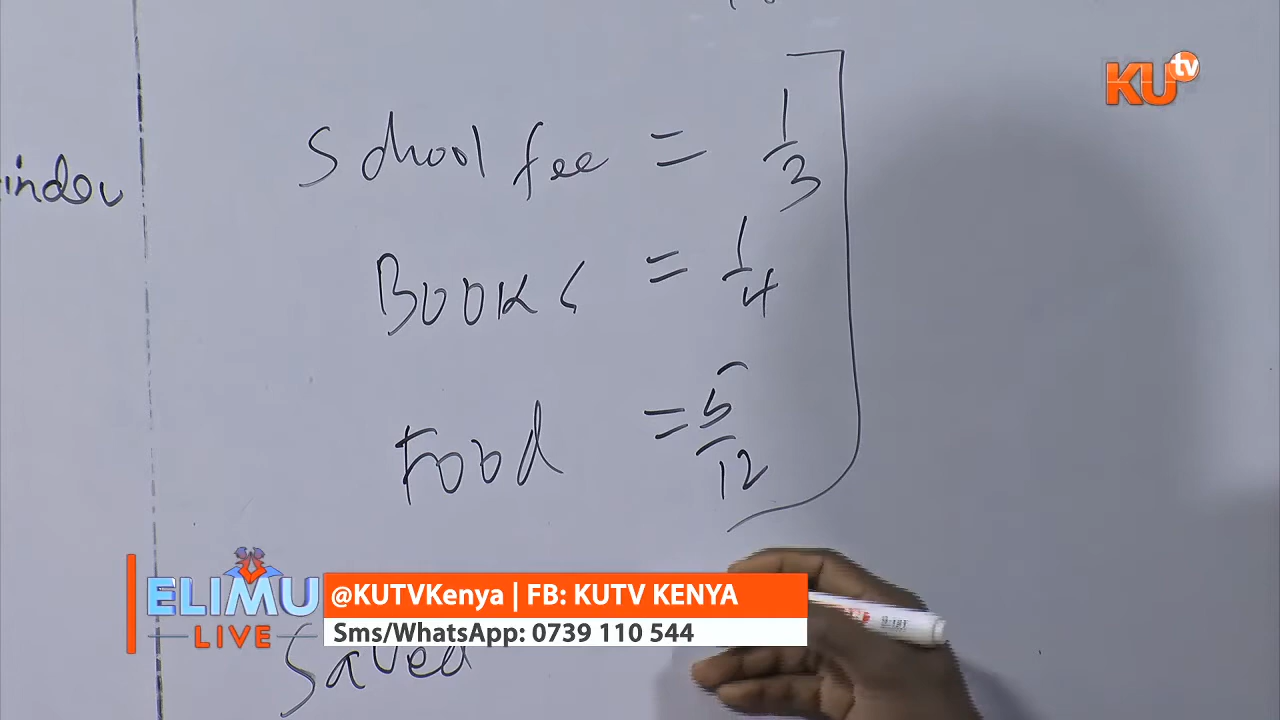 KU tv
School fee = 1/3
Books = 1/4
Food = 5/12
ELIMU
LIVE
@KUTVKenya | FB: KUTV KENYA
Sms/WhatsApp: 0739 110 544
Saved